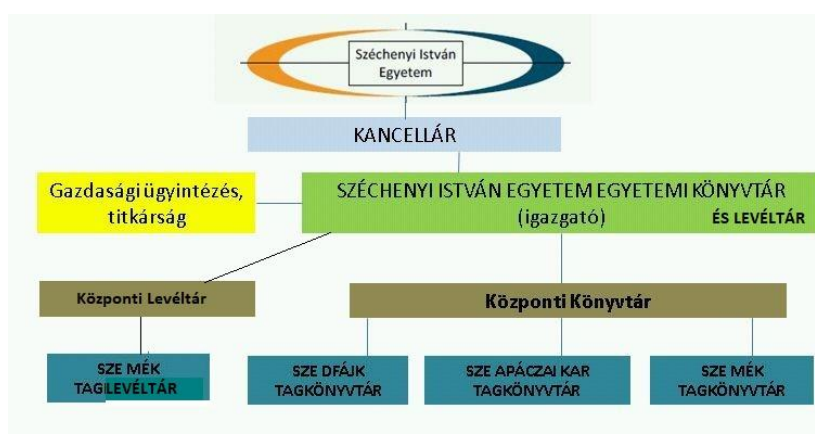 Széchenyi István
Egyetem
KANCELLÁR
Gazdasági ügyintézés,
titkárság
SZÉCHENYI ISTVÁN EGYETEM EGYETEMI KÖNYVTÁR
(igazgató) ÉS LEVÉLTÁR
Központi Levéltár
Központi Könyvtár
SZE MÉK
TAGLEVÉLTÁR
SZE DFÁJK
TAGKÖNYVTÁR
SZE APÁCZAI KAR
TAGKÖNYVTÁR
SZE MÉK
TAGKÖNYVTÁR